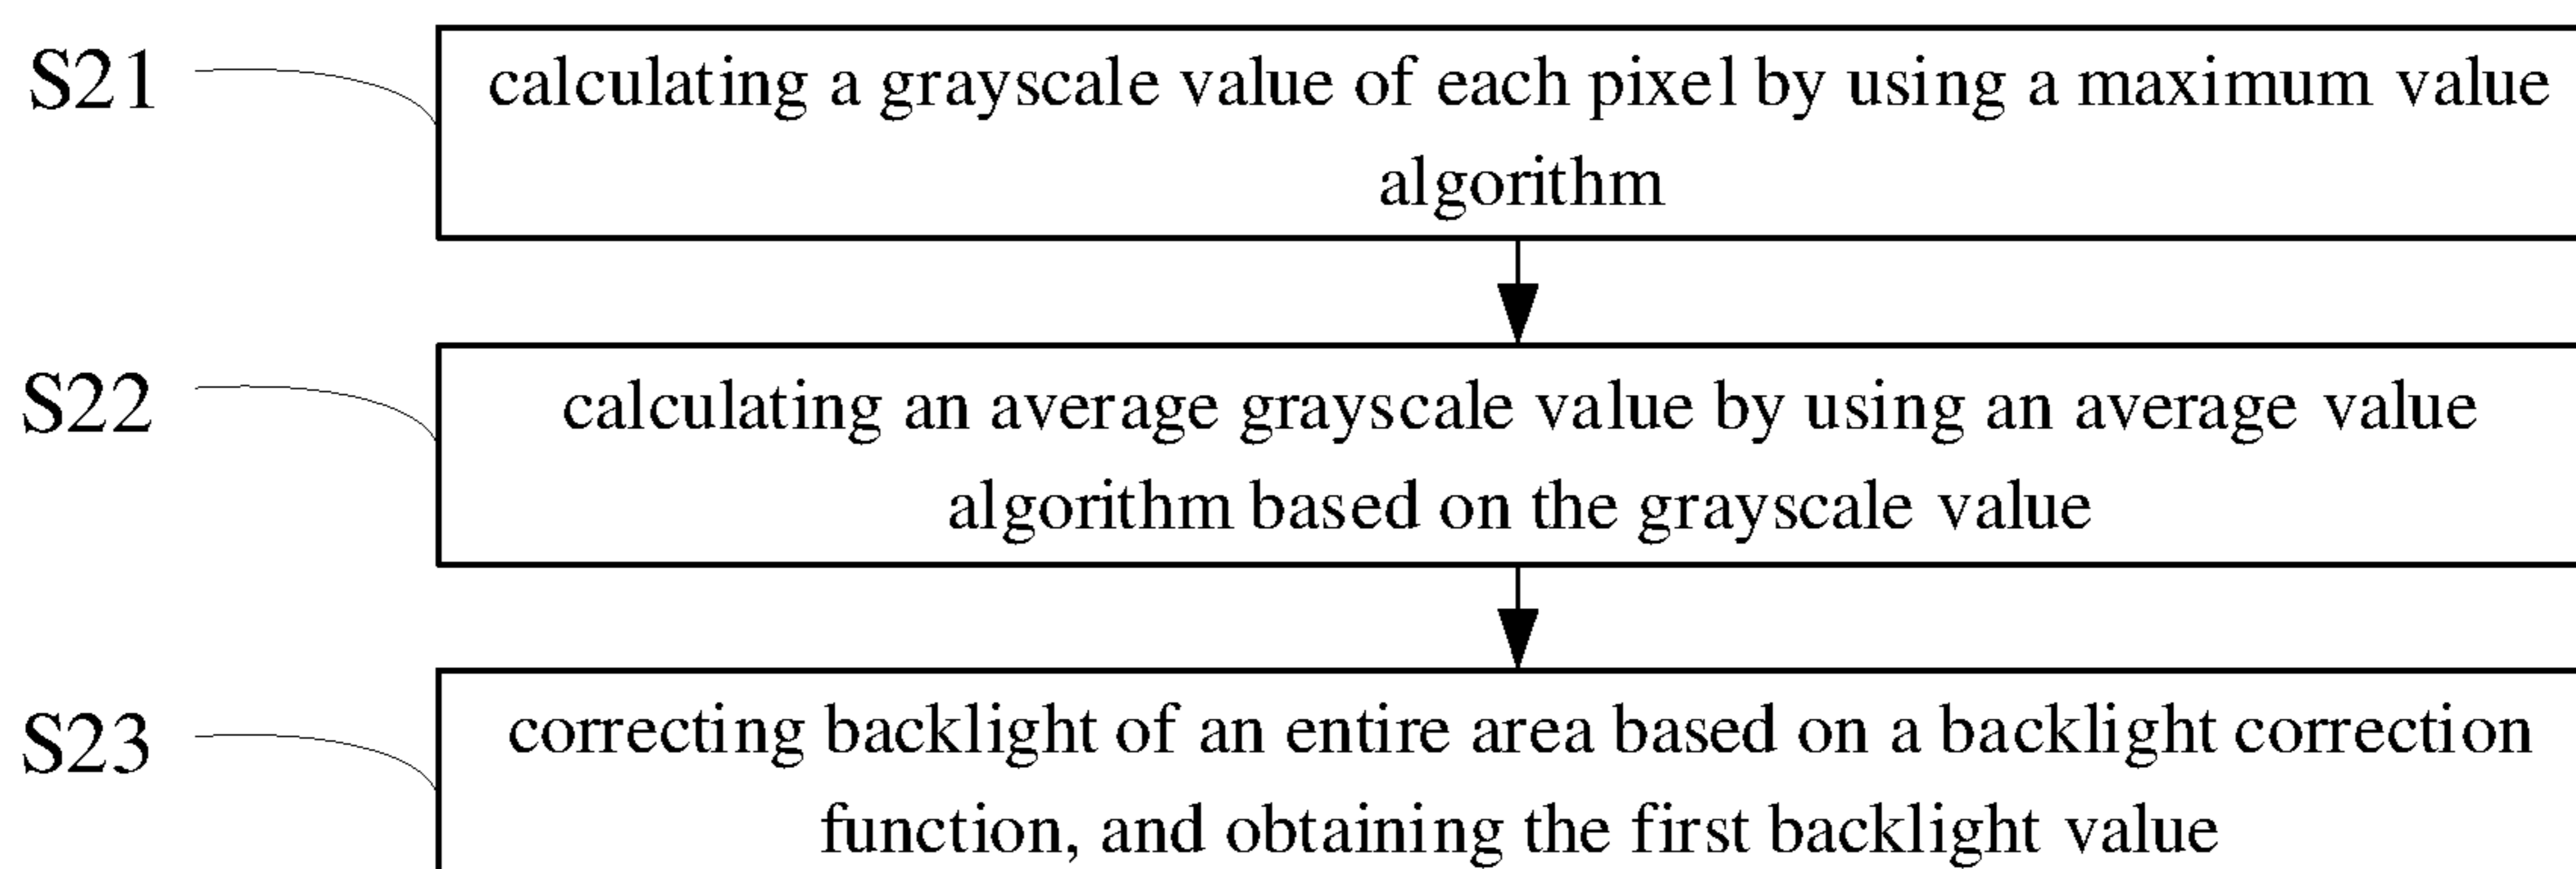 S21
calculating a grayscale value of each pixel by using a maximum value
algorithm
S22
calculating an average grayscale value by using an average value
algorithm based on the grayscale value
S23
correcting backlight of an entire area based on a backlight correction
function, and obtaining the first backlight value